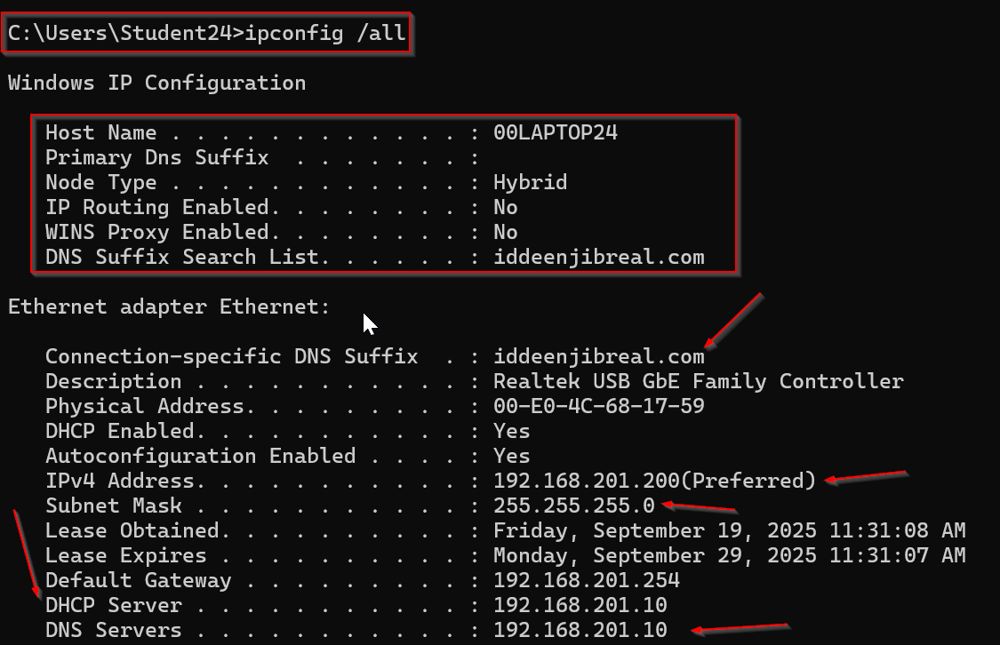 C:\Users\Student24>ipconfig /all
Windows IP Configuration
Host Name . . . . . . . . . . . . : 00LAPTOP24
Primary Dns Suffix  . . . . . . . :
Node Type . . . . . . . . . . . . : Hybrid
IP Routing Enabled. . . . . . . . : No
WINS Proxy Enabled. . . . . . . . : No
DNS Suffix Search List. . . . . . : iddeenjibreal.com
Ethernet adapter Ethernet:
Connection-specific DNS Suffix  . : iddeenjibreal.com
Description . . . . . . . . . . . : Realtek USB GbE Family Controller
Physical Address. . . . . . . . . : 00-E0-4C-68-17-59
DHCP Enabled. . . . . . . . . . . : Yes
Autoconfiguration Enabled . . . . : Yes
IPv4 Address. . . . . . . . . . . : 192.168.201.200(Preferred)
Subnet Mask . . . . . . . . . . . : 255.255.255.0
Lease Obtained. . . . . . . . . . : Friday, September 19, 2025 11:31:08 AM
Lease Expires . . . . . . . . . . : Monday, September 29, 2025 11:31:07 AM
Default Gateway . . . . . . . . . : 192.168.201.254
DHCP Server . . . . . . . . . . . : 192.168.201.10
DNS Servers . . . . . . . . . . . : 192.168.201.10